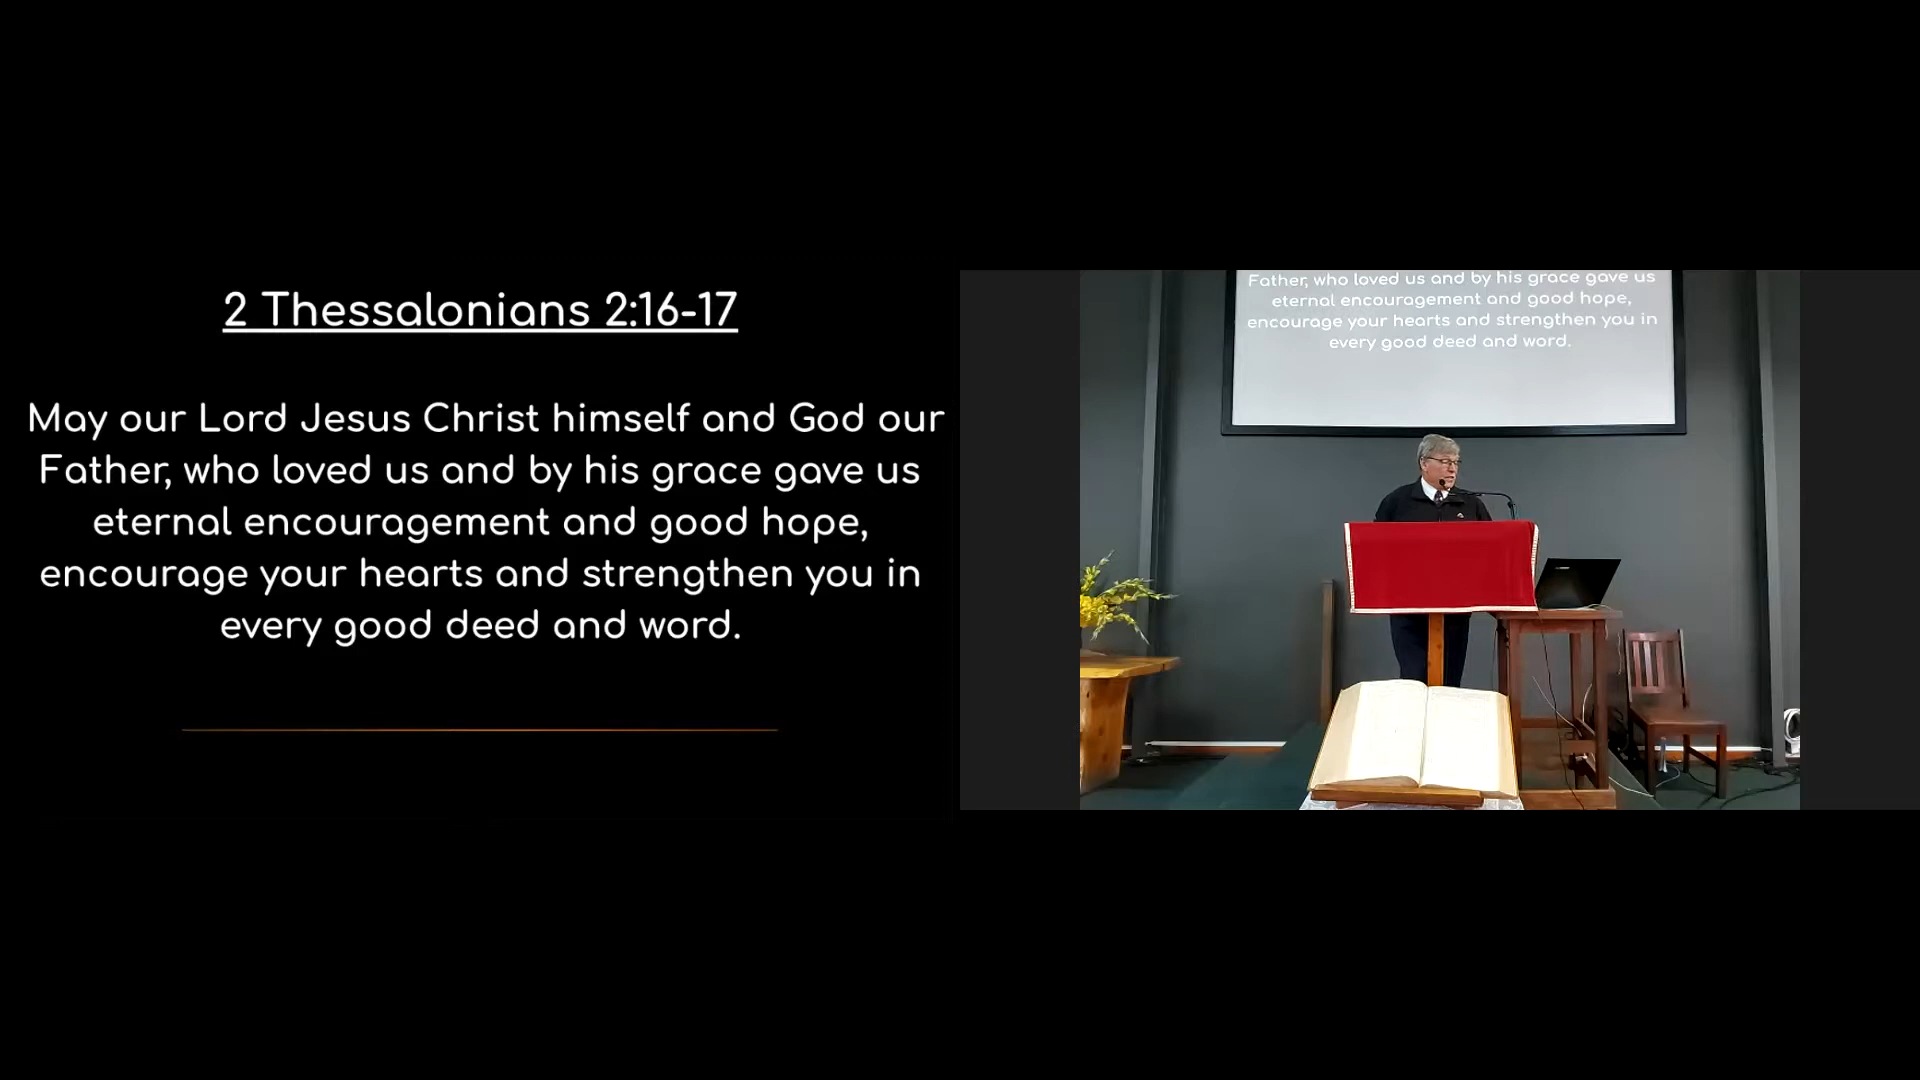 2 Thessalonians 2:16-17
May our Lord Jesus Christ himself and God our
Father, who loved us and by his grace gave us
eternal encouragement and good hope,
encourage your hearts and strengthen you in
every good deed and word.
Father, who loved us and by his grace gave us
eternal encouragement and good hope,
encourage your hearts and strengthen you in
every good deed and word.